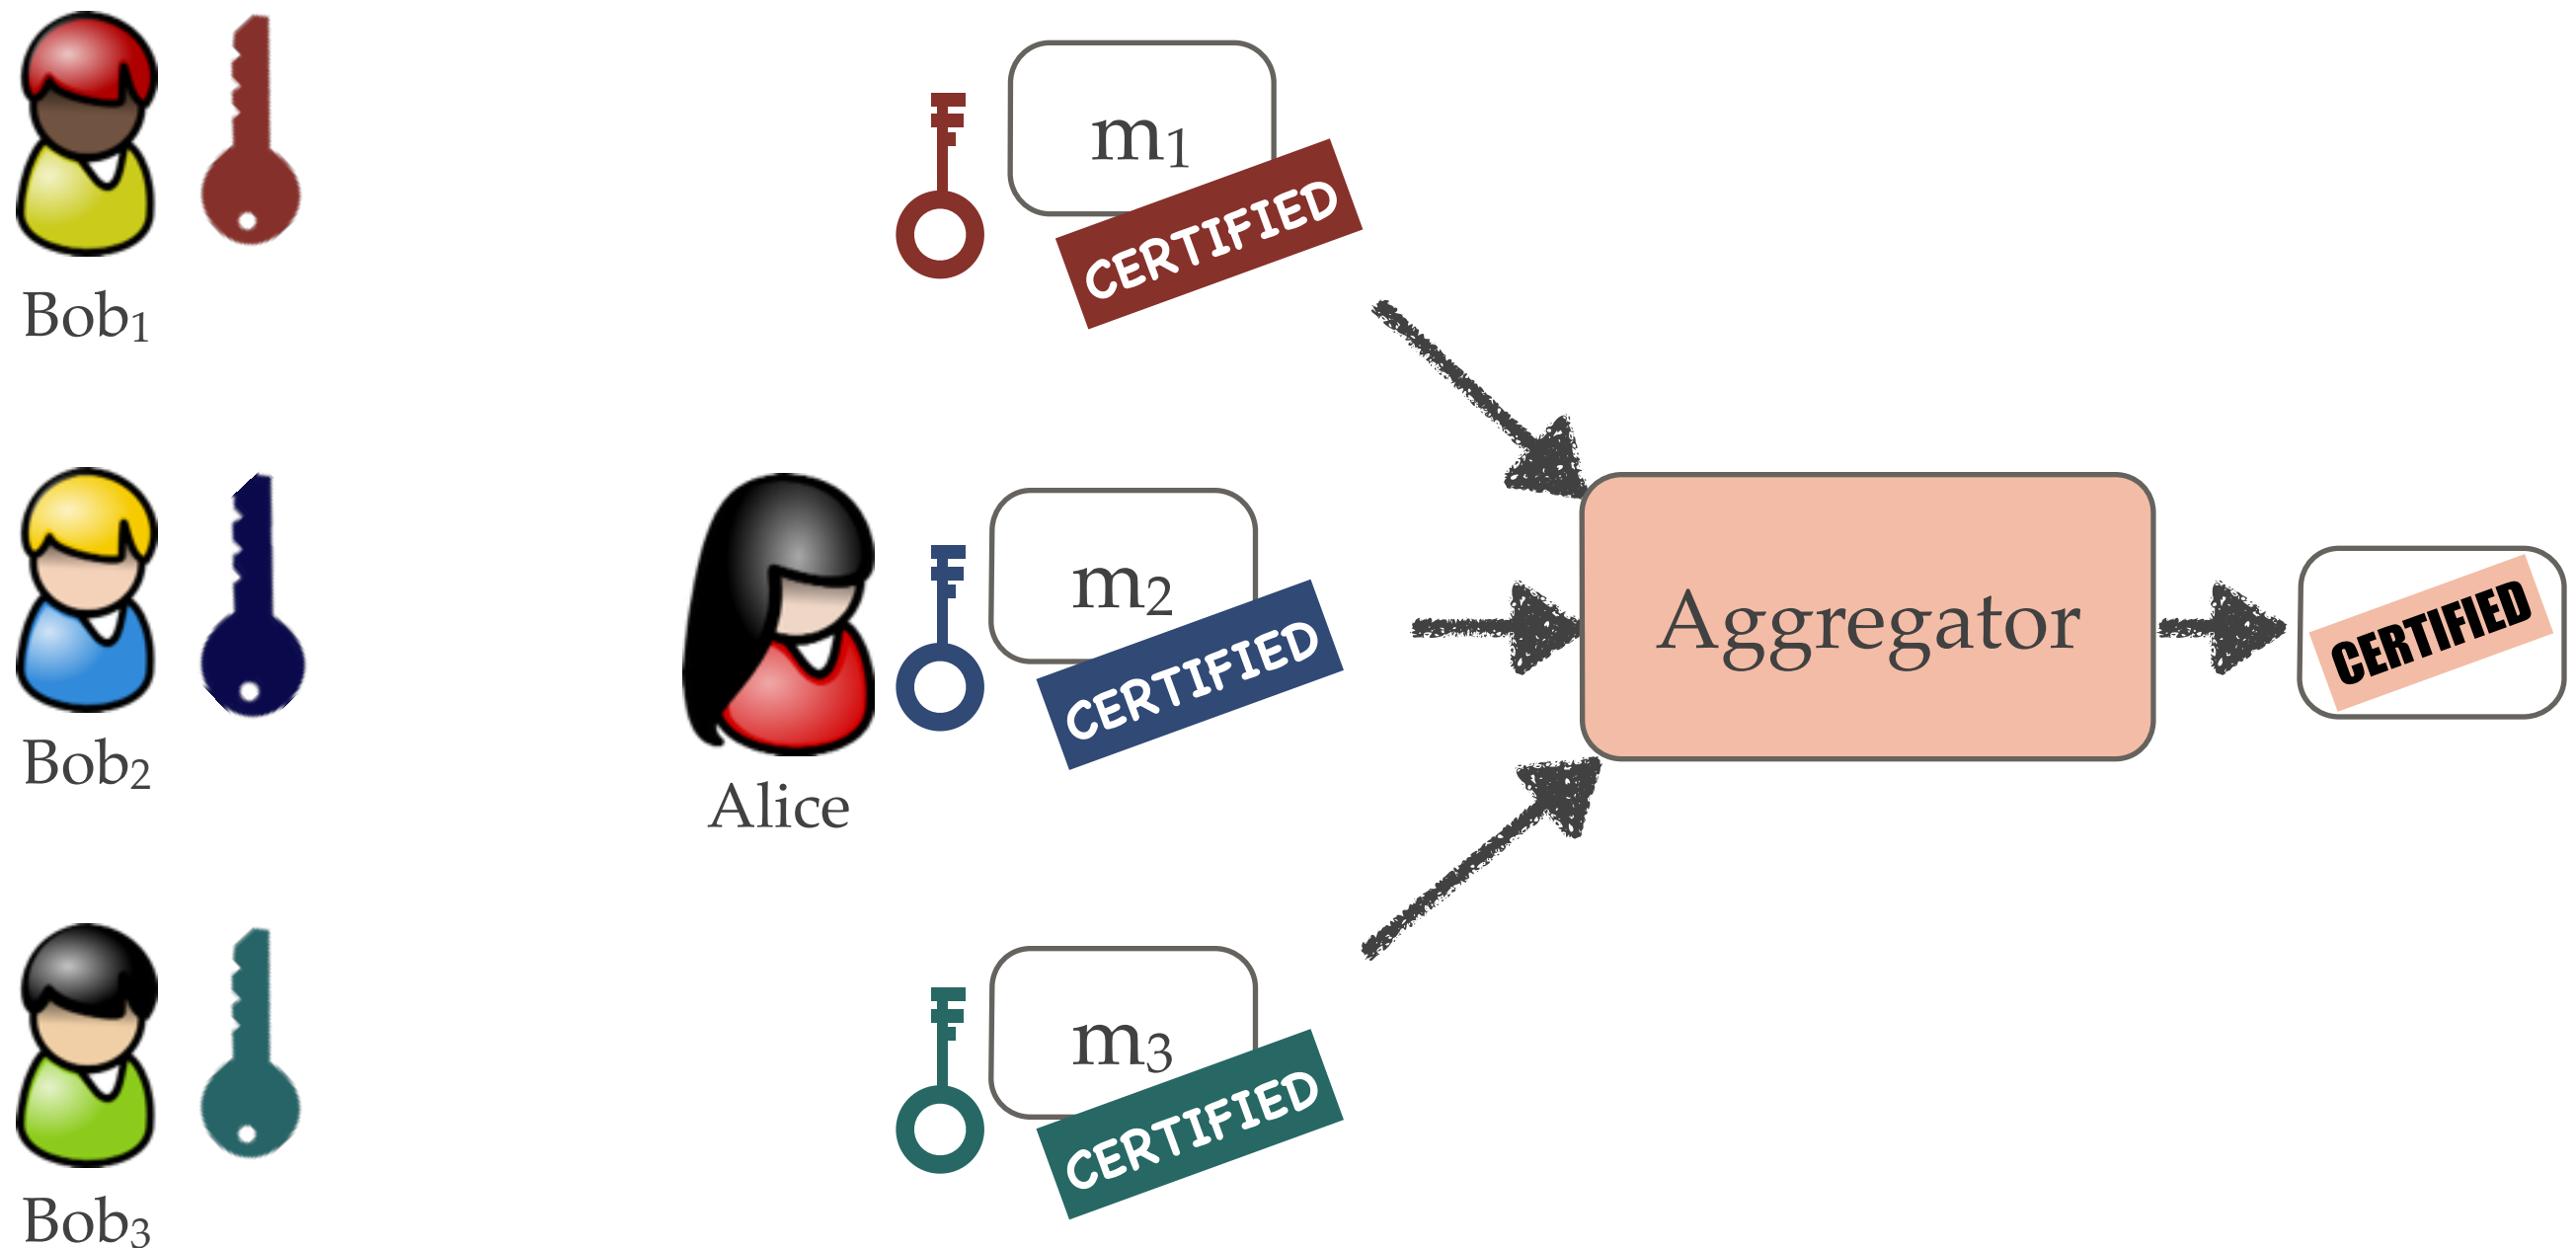 m₁
CERTIFIED
Bob₁
m₂
CERTIFIED
Aggregator
CERTIFIED
Bob₂
Alice
m₃
CERTIFIED
Bob₃